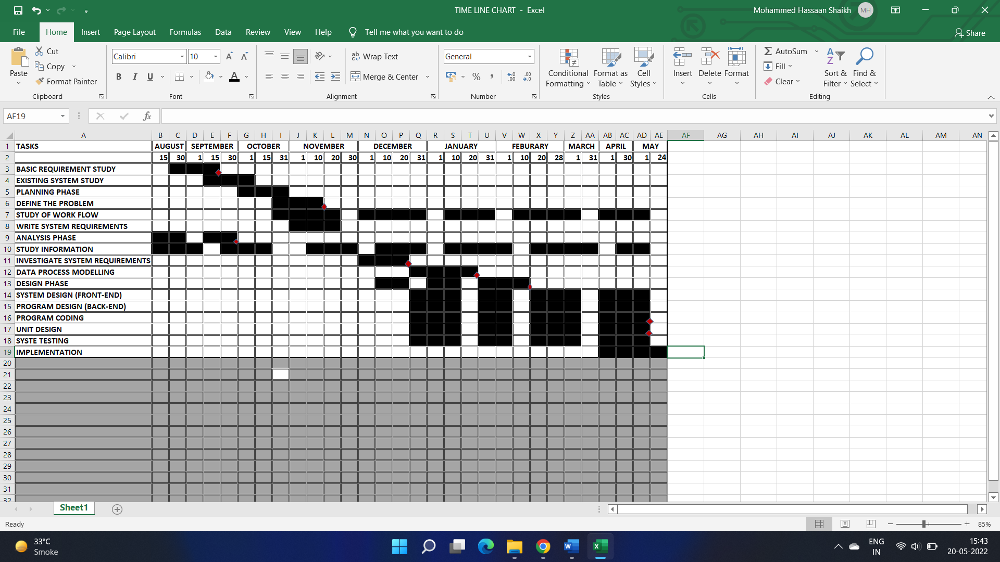 TIME LINE CHART - Excel
Mohammed Hassaan Shaikh MH
File Home Insert Page Layout Formulas Data Review View Help Tell me what you want to do Share
Cut
Copy
Format Painter
Paste
Clipboard
Calibri 10
B I U A
Font
Wrap Text
Merge & Center
Alignment
General
Number
Conditional Formatting
Format as Table
Cell Styles
Styles
Insert Delete Format
Cells
AutoSum
Fill
Clear
Sort & Filter
Find & Select
Editing
AF19 fx
A B C D E F G H I J K L M N O P Q R S T U V W X Y Z AA AB AC AD AE AF AG AH AI AJ AK AL AM AN
1 TASKS AUGUST SEPTEMBER OCTOBER NOVEMBER DECEMBER JANUARY FEBURARY MARCH APRIL MAY
2 15 30 1 15 30 1 15 31 1 10 20 30 1 10 20 31 1 10 20 31 1 10 20 28 1 31 1 30 1 24
3 BASIC REQUIREMENT STUDY
4 EXISTING SYSTEM STUDY
5 PLANNING PHASE
6 DEFINE THE PROBLEM
7 STUDY OF WORK FLOW
8 WRITE SYSTEM REQUIREMENTS
9 ANALYSIS PHASE
10 STUDY INFORMATION
11 INVESTIGATE SYSTEM REQUIREMENTS
12 DATA PROCESS MODELLING
13 DESIGN PHASE
14 SYSTEM DESIGN (FRONT-END)
15 PROGRAM DESIGN (BACK-END)
16 PROGRAM CODING
17 UNIT DESIGN
18 SYSTE TESTING
19 IMPLEMENTATION
20
21
22
23
24
25
26
27
28
29
30
31
32
Sheet1
Ready
85%
33°C
Smoke
ENG
IN
15:43
20-05-2022